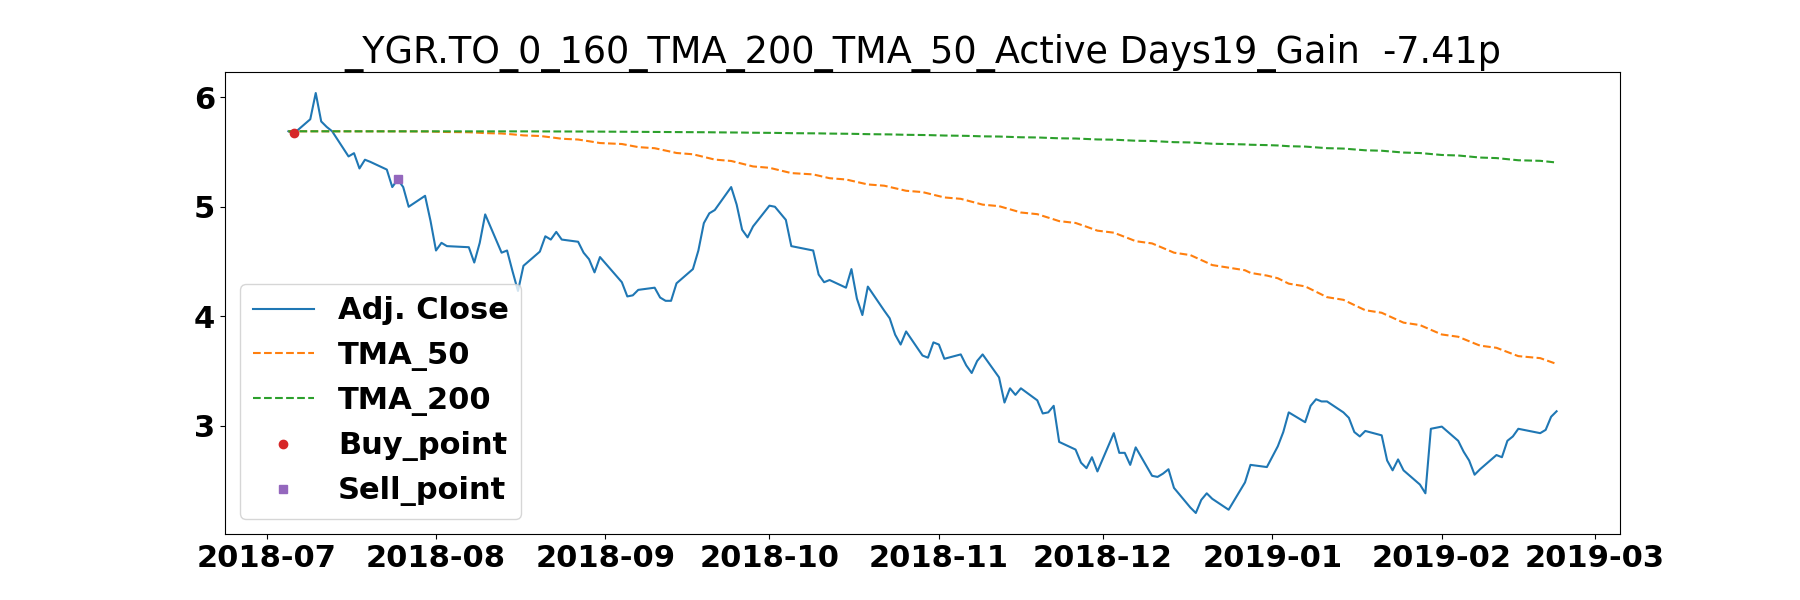 _YGR.TO_0_160_TMA_200_TMA_50_Active Days19_Gain  -7.41p
6
5
4
3
Adj. Close
TMA_50
TMA_200
Buy_point
Sell_point
2018-07 2018-08 2018-09 2018-10 2018-11 2018-12 2019-01 2019-02 2019-03